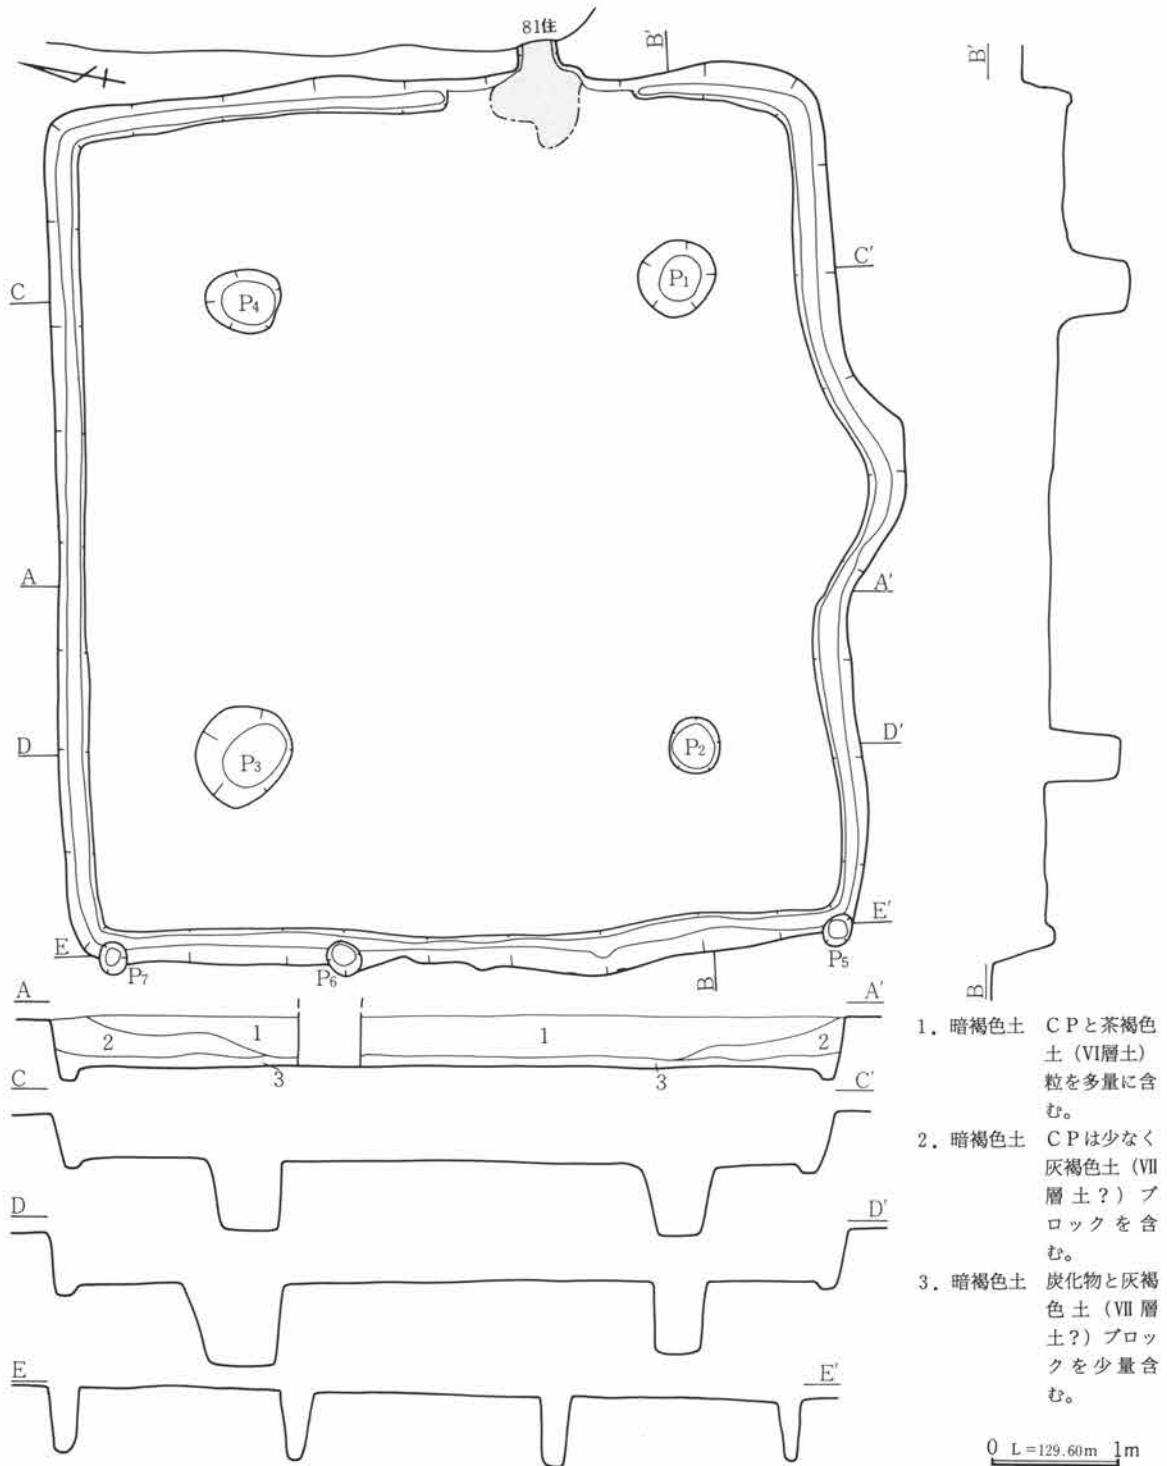 81住
B'
B'
C
P4
P1
C'
A
A'
D
P3
P2
D'
E
P7
P6
B
P5
E'
B
A
A'
1
2
1
2
3
3
C
C'
D
D'
E
E'
1．暗褐色土　ＣＰと茶褐色
土（VI層土）
粒を多量に含
む。
2．暗褐色土　ＣＰは少なく
灰褐色土（VII
層土？）ブ
ロックを含
む。
3．暗褐色土　炭化物と灰褐
色土（VII層
土？）ブロッ
クを少量含
む。
0　L=129.60m　1m